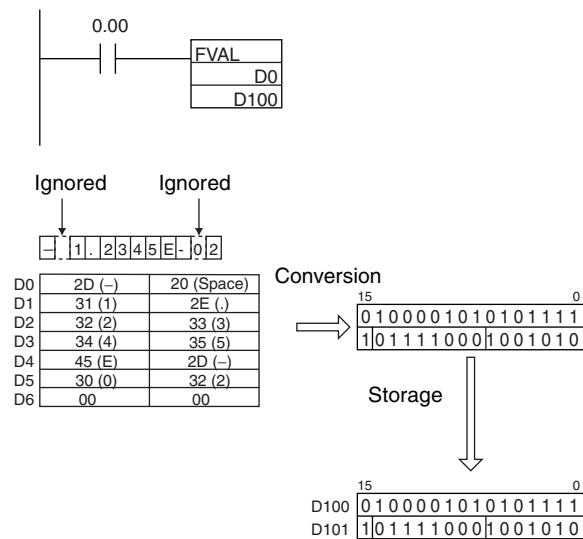 0.00
FVAL
D0
D100
Ignored Ignored
− 1 . 2 3 4 5 E - 0 2
D0 2D (−) 20 (Space)
D1 31 (1) 2E (.)
D2 32 (2) 33 (3)
D3 34 (4) 35 (5)
D4 45 (E) 2D (−)
D5 30 (0) 32 (2)
D6 00 00
Conversion
15 0
0 1 0 0 0 0 1 0 1 0 1 0 1 1 1 1
1 0 1 1 1 1 0 0 0 1 0 0 1 0 1 0
Storage
15 0
D100 0 1 0 0 0 0 1 0 1 0 1 0 1 1 1 1
D101 1 0 1 1 1 1 0 0 0 1 0 0 1 0 1 0